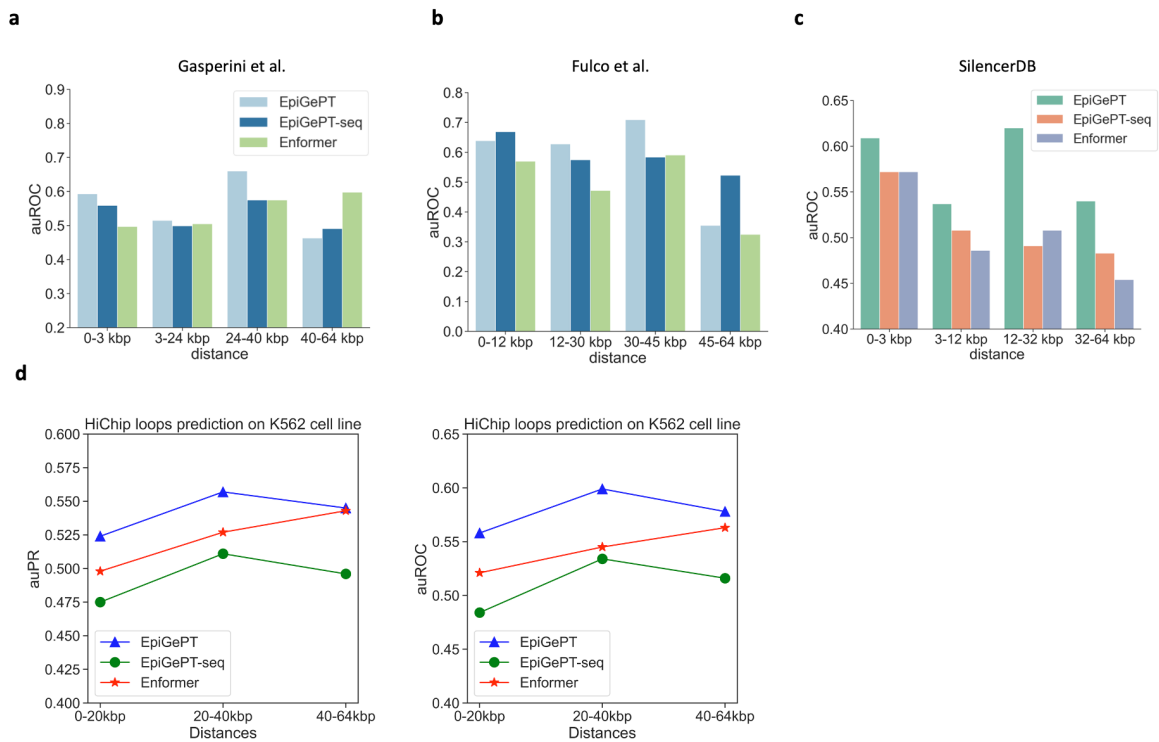 a
Gasperini et al.
0.9
0.8
0.7
0.6
0.5
0.4
0.3
0.2
auROC
EpiGePT
EpiGePT-seq
Enformer
0-3 kbp
3-24 kbp
24-40 kbp
40-64 kbp
distance
b
Fulco et al.
0.8
0.7
0.6
0.5
0.4
0.3
0.2
0.1
0.0
auROC
EpiGePT
EpiGePT-seq
Enformer
0-12 kbp
12-30 kbp
30-45 kbp
45-64 kbp
distance
c
SilencerDB
0.65
0.60
0.55
0.50
0.45
0.40
auROC
EpiGePT
EpiGePT-seq
Enformer
0-3 kbp
3-12 kbp
12-32 kbp
32-64 kbp
distance
d
HiChip loops prediction on K562 cell line
0.600
0.575
0.550
0.525
0.500
0.475
0.450
0.425
0.400
auPR
EpiGePT
EpiGePT-seq
Enformer
0-20kbp
20-40kbp
40-64kbp
Distances
HiChip loops prediction on K562 cell line
0.65
0.60
0.55
0.50
0.45
0.40
auROC
EpiGePT
EpiGePT-seq
Enformer
0-20kbp
20-40kbp
40-64kbp
Distances